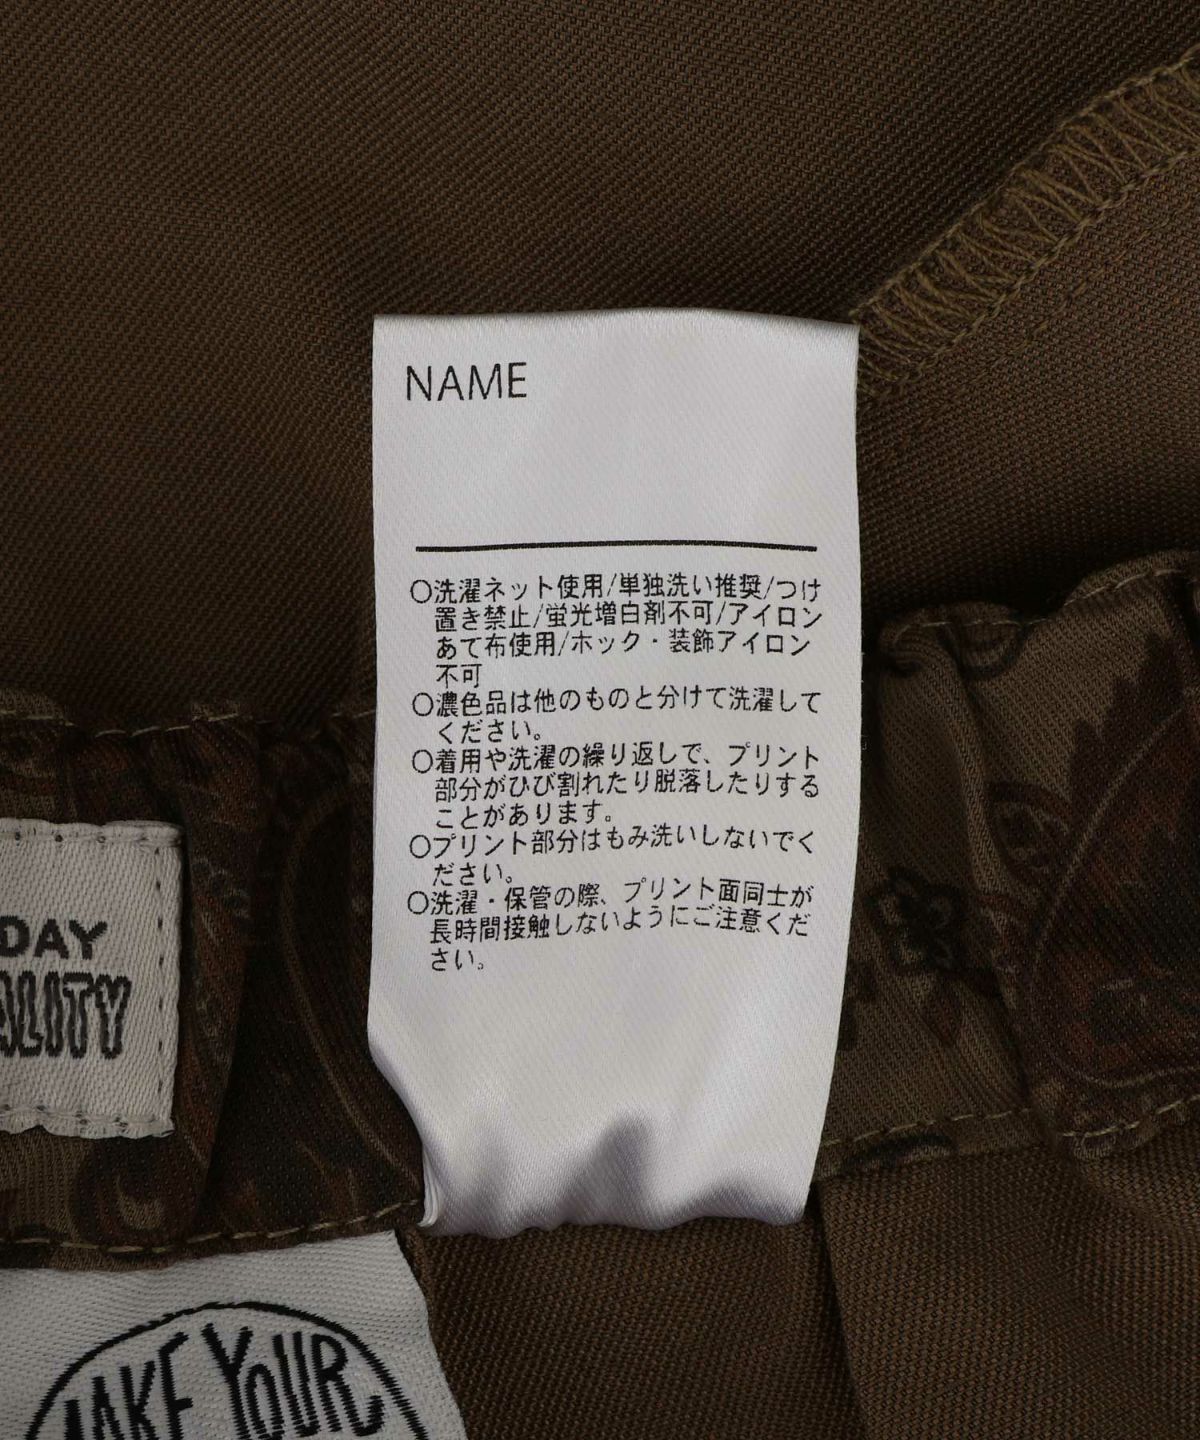 NAME
○洗濯ネット使用/単独洗い推奨/つけ
置き禁止/蛍光増白剤不可/アイロン
あて布使用/ホック・装飾アイロン
不可
○濃色品は他のものと分けて洗濯して
ください。
○着用や洗濯の繰り返しで、プリント
部分がひび割れたり脱落したりする
ことがあります。
○プリント部分はもみ洗いしないでく
ださい。
○洗濯・保管の際、プリント面同士が
長時間接触しないようにご注意くだ
さい。
DAY
ALITY
MAKE YOUR